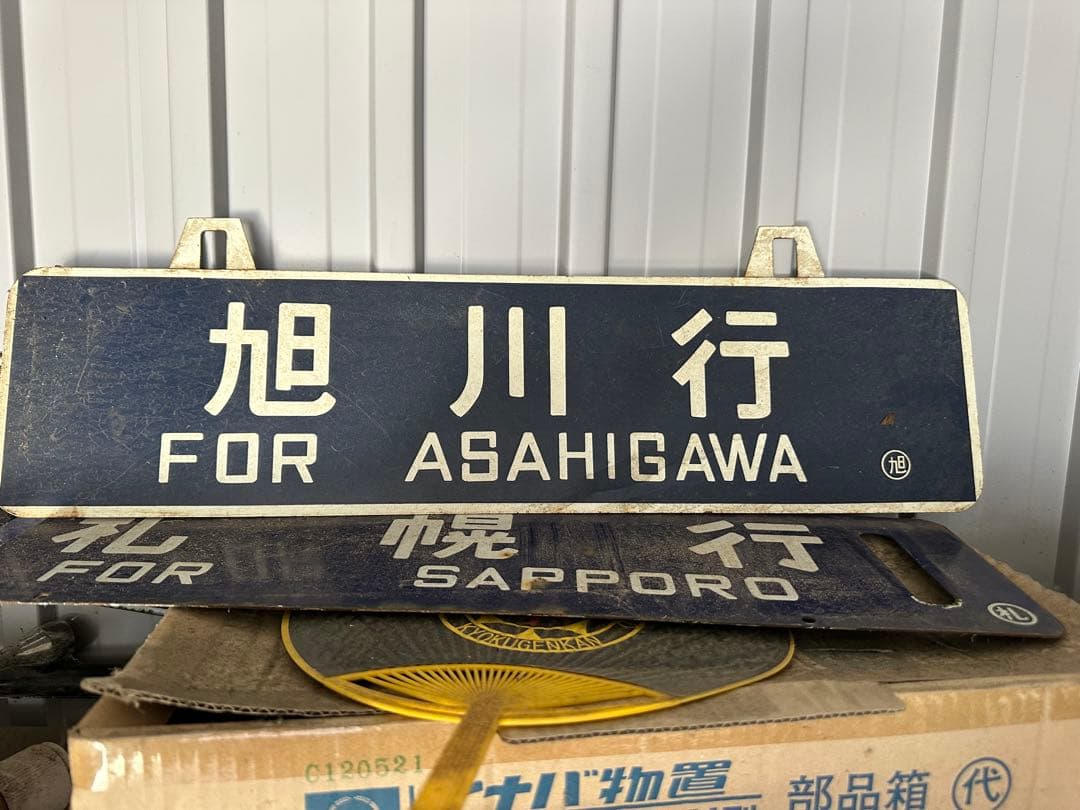 旭川行
FOR ASAHIGAWA
旭
札幌行
FOR SAPPORO
札
KYOKUGENKAN
C120521
イナバ物置
部品箱 代